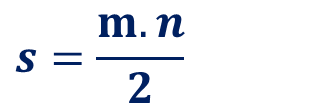 s = m. n / 2